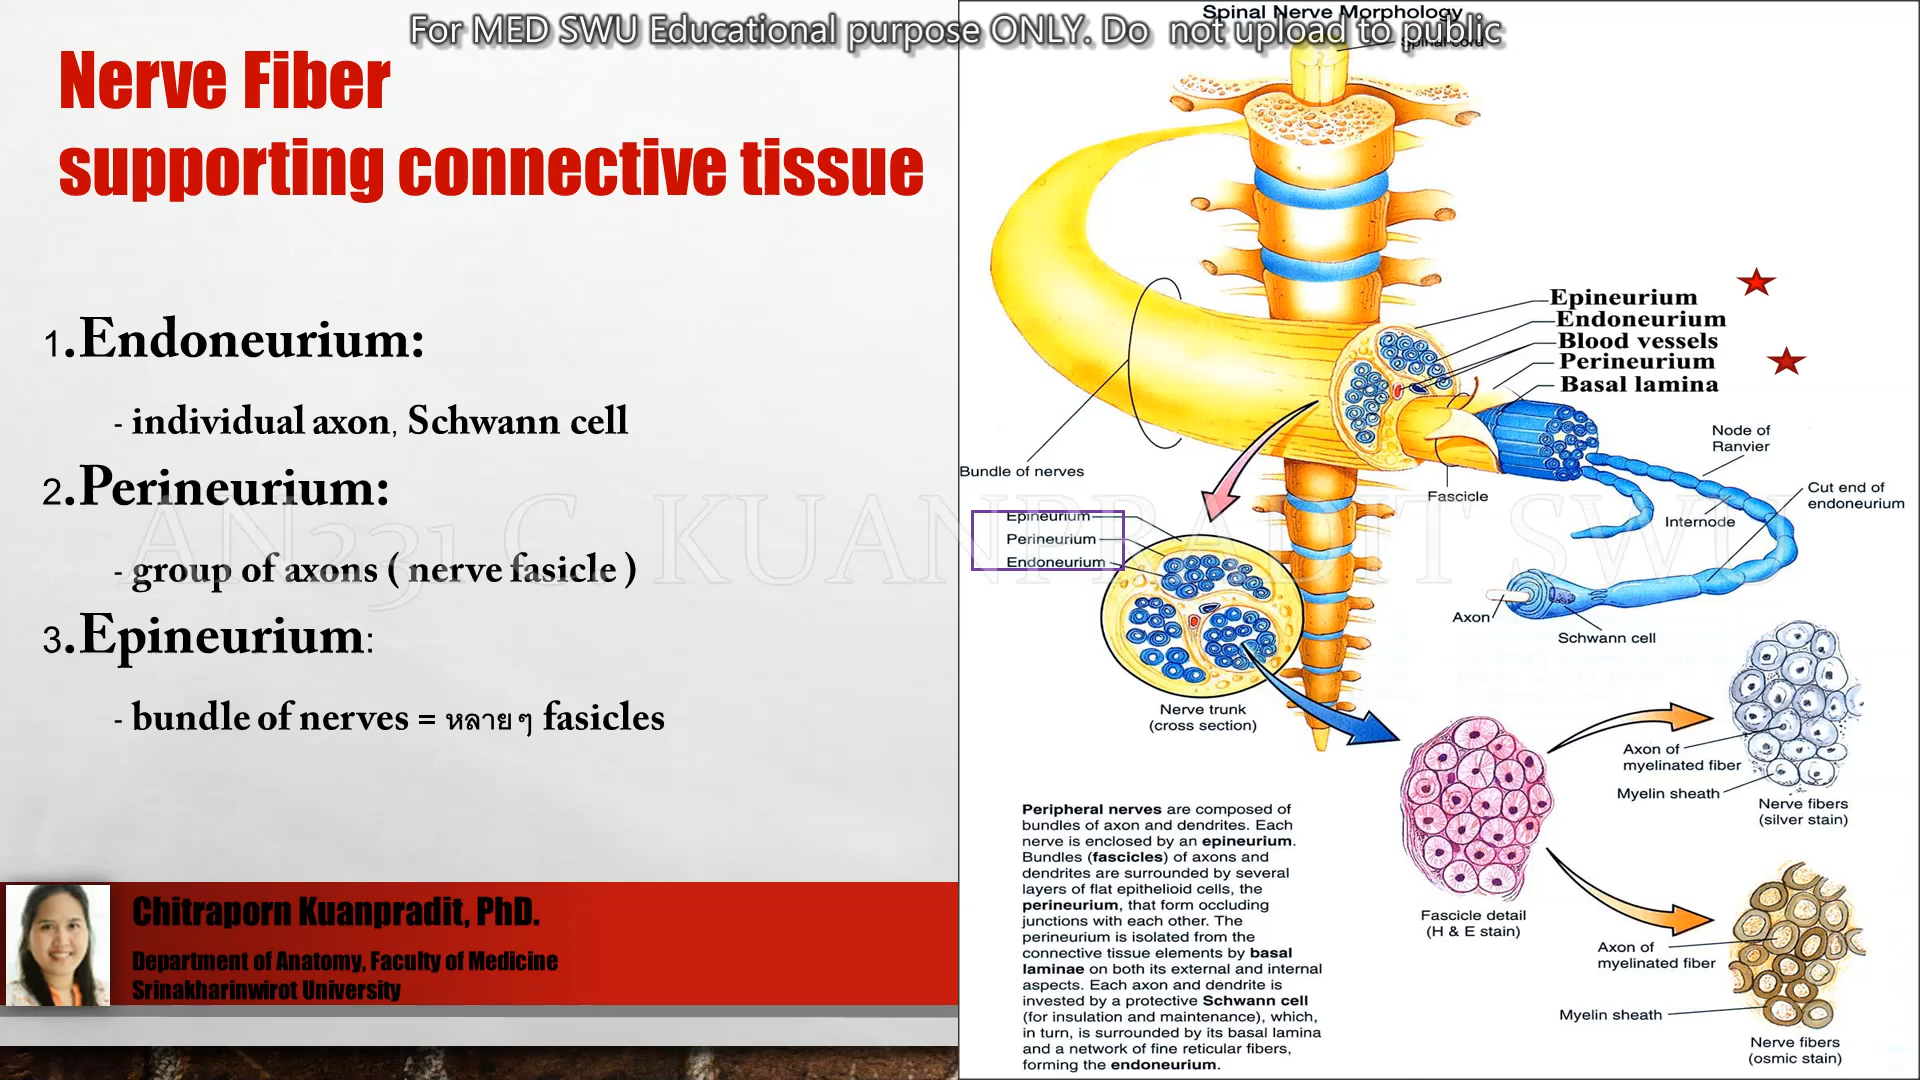 For MED SWU Educational purpose ONLY. Do  not upload to public
Nerve Fiber
supporting connective tissue
1.Endoneurium:
- individual axon, Schwann cell
2.Perineurium:
- group of axons ( nerve fasicle )
3.Epineurium:
- bundle of nerves = หลายๆ fasicles
AN231 C. KUANPRADIT SWU
Chitraporn Kuanpradit, PhD.
Department of Anatomy, Faculty of Medicine
Srinakharinwirot University
Spinal Nerve Morphology
Spinal cord
Epineurium
Endoneurium
Blood vessels
Perineurium
Basal lamina
Node of
Ranvier
Bundle of nerves
Fascicle
Cut end of
endoneurium
Internode
Epineurium
Perineurium
Endoneurium
Axon
Schwann cell
Nerve trunk
(cross section)
Axon of
myelinated fiber
Myelin sheath
Nerve fibers
(silver stain)
Peripheral nerves are composed of
bundles of axon and dendrites. Each
nerve is enclosed by an epineurium.
Bundles (fascicles) of axons and
dendrites are surrounded by several
layers of flat epithelioid cells, the
perineurium, that form occluding
junctions with each other. The
perineurium is isolated from the
connective tissue elements by basal
laminae on both its external and internal
aspects. Each axon and dendrite is
invested by a protective Schwann cell
(for insulation and maintenance), which,
in turn, is surrounded by its basal lamina
and a network of fine reticular fibers,
forming the endoneurium.
Fascicle detail
(H & E stain)
Axon of
myelinated fiber
Myelin sheath
Nerve fibers
(osmic stain)